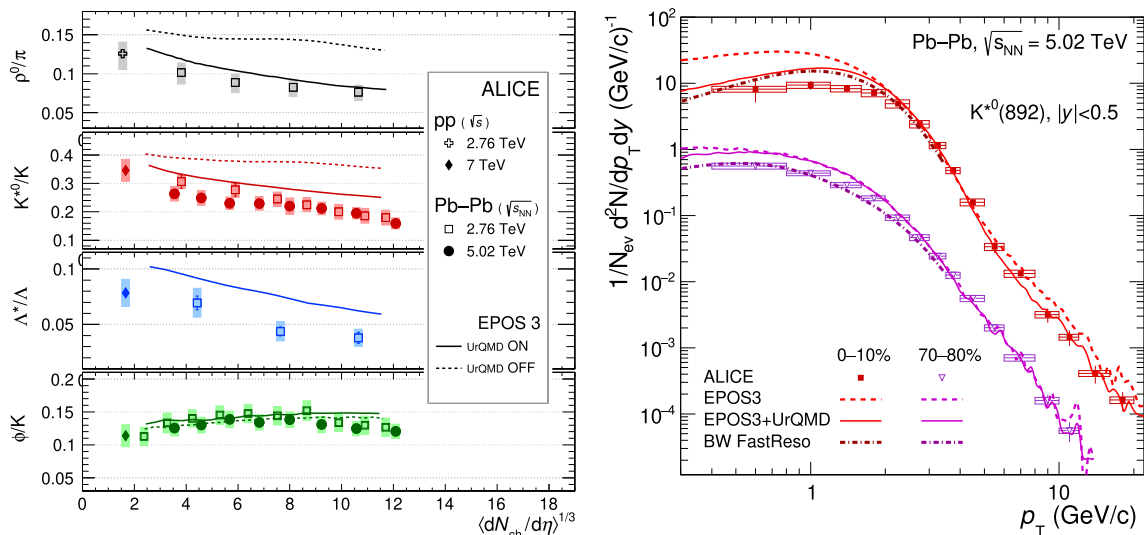 0.15
0.1
0.05
ρ⁰/π
0.4
0.3
0.2
0.1
K*⁰/K
0.1
0.05
Λ*/Λ
0.2
0.15
0.1
0.05
ϕ/K
0 2 4 6 8 10 12 14 16 18
⟨dN_ch/dη⟩^1/3
ALICE
pp (√s)
2.76 TeV
7 TeV
Pb–Pb (√s_NN)
2.76 TeV
5.02 TeV
EPOS 3
UrQMD ON
UrQMD OFF
1/N_ev d²N/dp_T dy (GeV/c)⁻¹
10²
10
1
10⁻¹
10⁻²
10⁻³
10⁻⁴
Pb–Pb, √s_NN = 5.02 TeV
K*⁰(892), |y|<0.5
0–10% 70–80%
ALICE
EPOS3
EPOS3+UrQMD
BW FastReso
1 10
p_T (GeV/c)